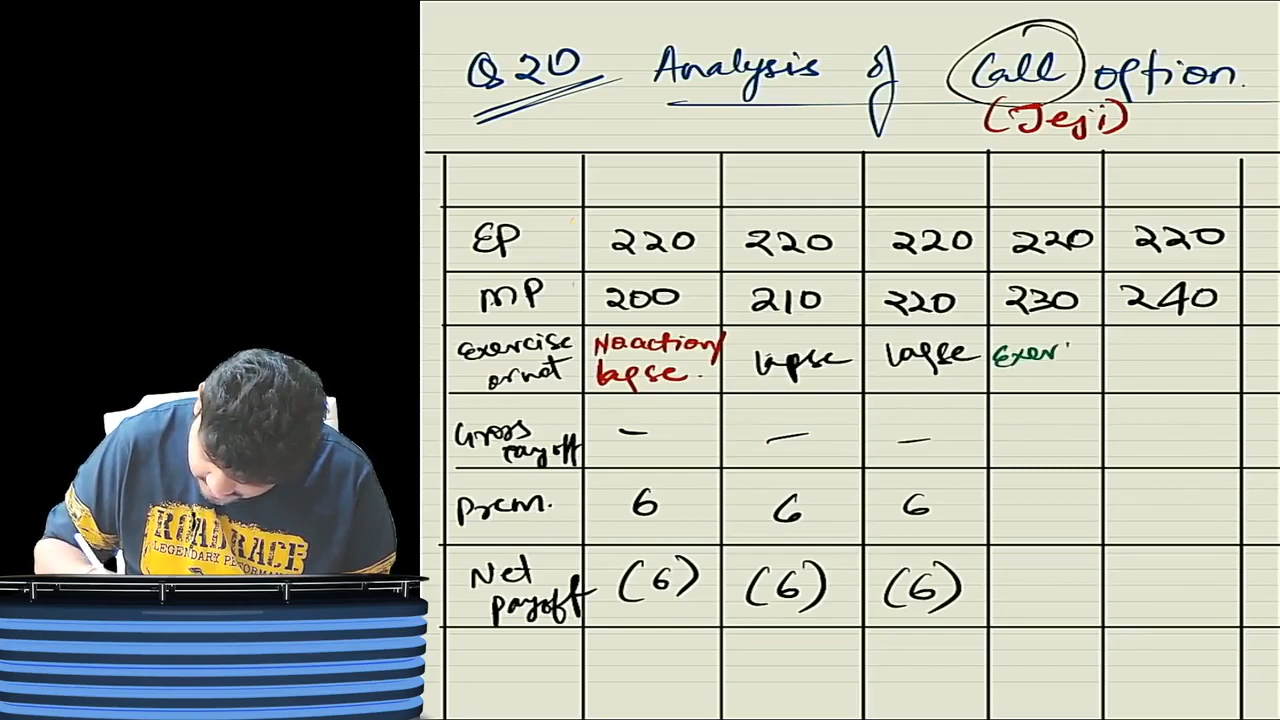 Q 20 Analysis of Call option.
(Teji)
EP 220 220 220 220 220
MP 200 210 220 230 240
Exercise or not No action/ lapse. lapse lapse Exer
Gross payoff – – –
Prem. 6 6 6
Net payoff (6) (6) (6)
ROADRACE
LEGENDARY